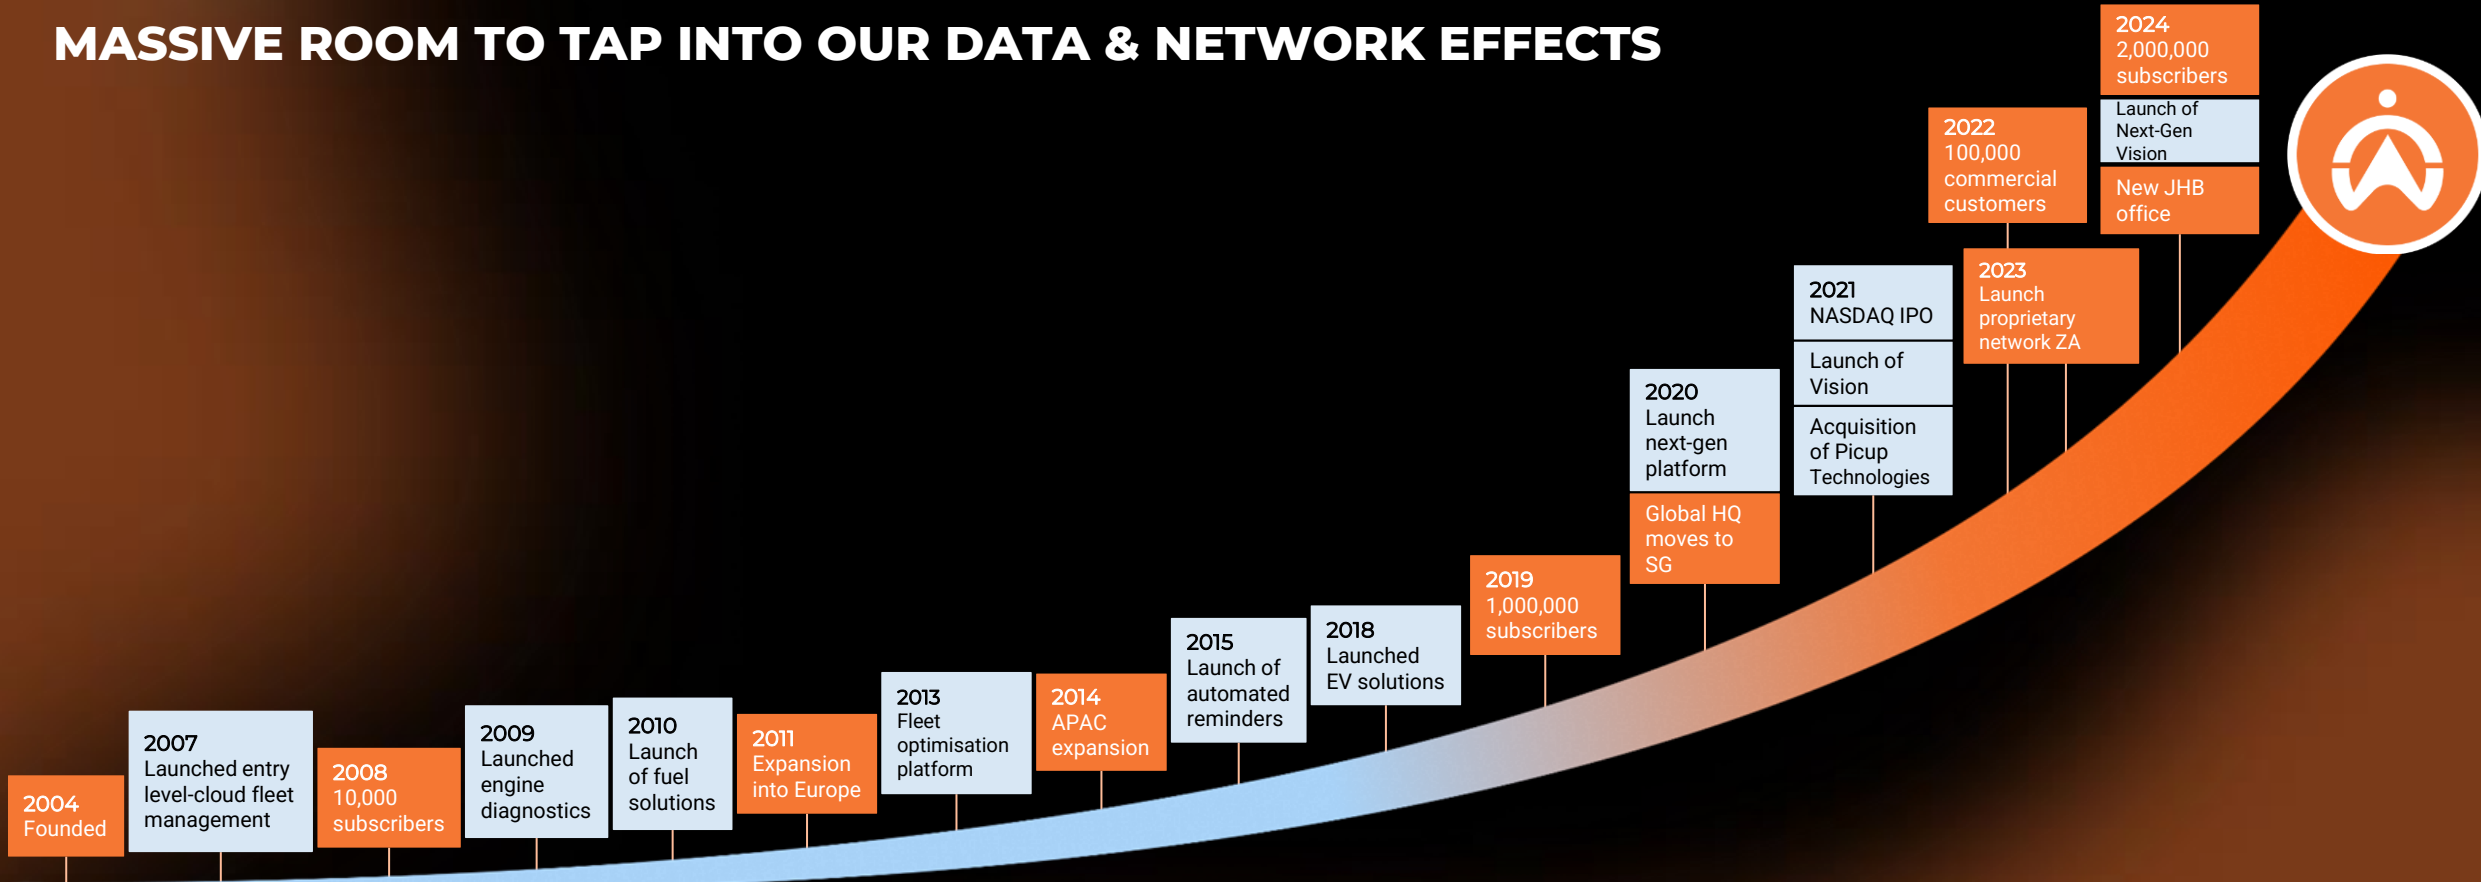 MASSIVE ROOM TO TAP INTO OUR DATA & NETWORK EFFECTS
2004
Founded
2007
Launched entry
level-cloud fleet
management
2008
10,000
subscribers
2009
Launched
engine
diagnostics
2010
Launch
of fuel
solutions
2011
Expansion
into Europe
2013
Fleet
optimisation
platform
2014
APAC
expansion
2015
Launch of
automated
reminders
2018
Launched
EV solutions
2019
1,000,000
subscribers
2020
Launch
next-gen
platform
Global HQ
moves to
SG
2021
NASDAQ IPO
Launch of
Vision
Acquisition
of Picup
Technologies
2022
100,000
commercial
customers
2023
Launch
proprietary
network ZA
2024
2,000,000
subscribers
Launch of
Next-Gen
Vision
New JHB
office